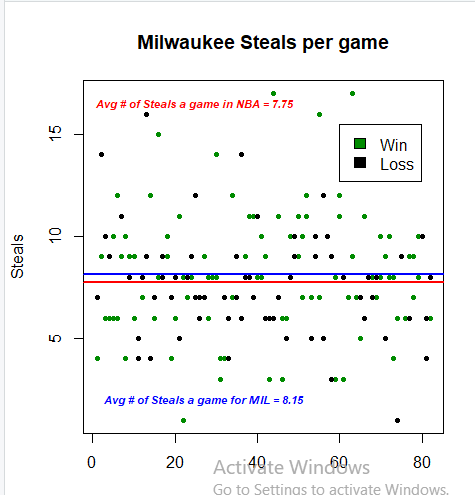 Milwaukee Steals per game
Avg # of Steals a game in NBA = 7.75
Win
Loss
Steals
15
10
5
Avg # of Steals a game for MIL = 8.15
0 20 40 60 80
Activate Windows
Go to Settings to activate Windows.